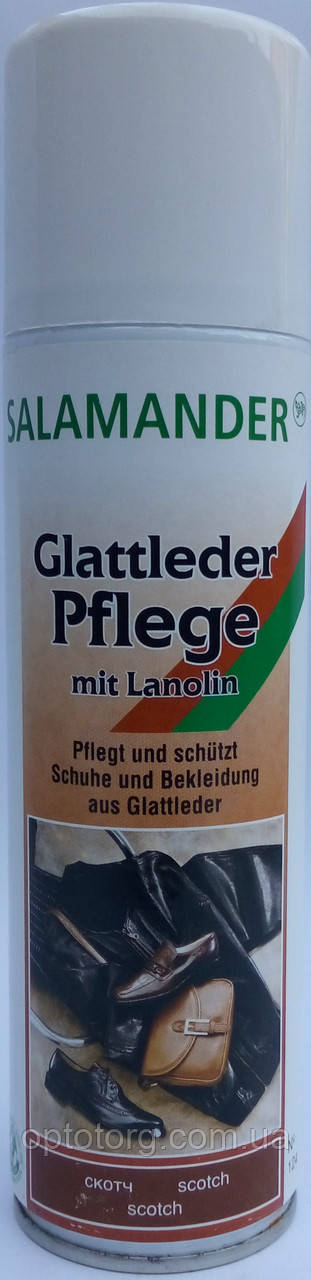 SALAMANDER
Glattleder
Pflege
mit Lanolin
Pflegt und schützt
Schuhe und Bekleidung
aus Glattleder
optotorg.com.ua
скотч scotch
scotch